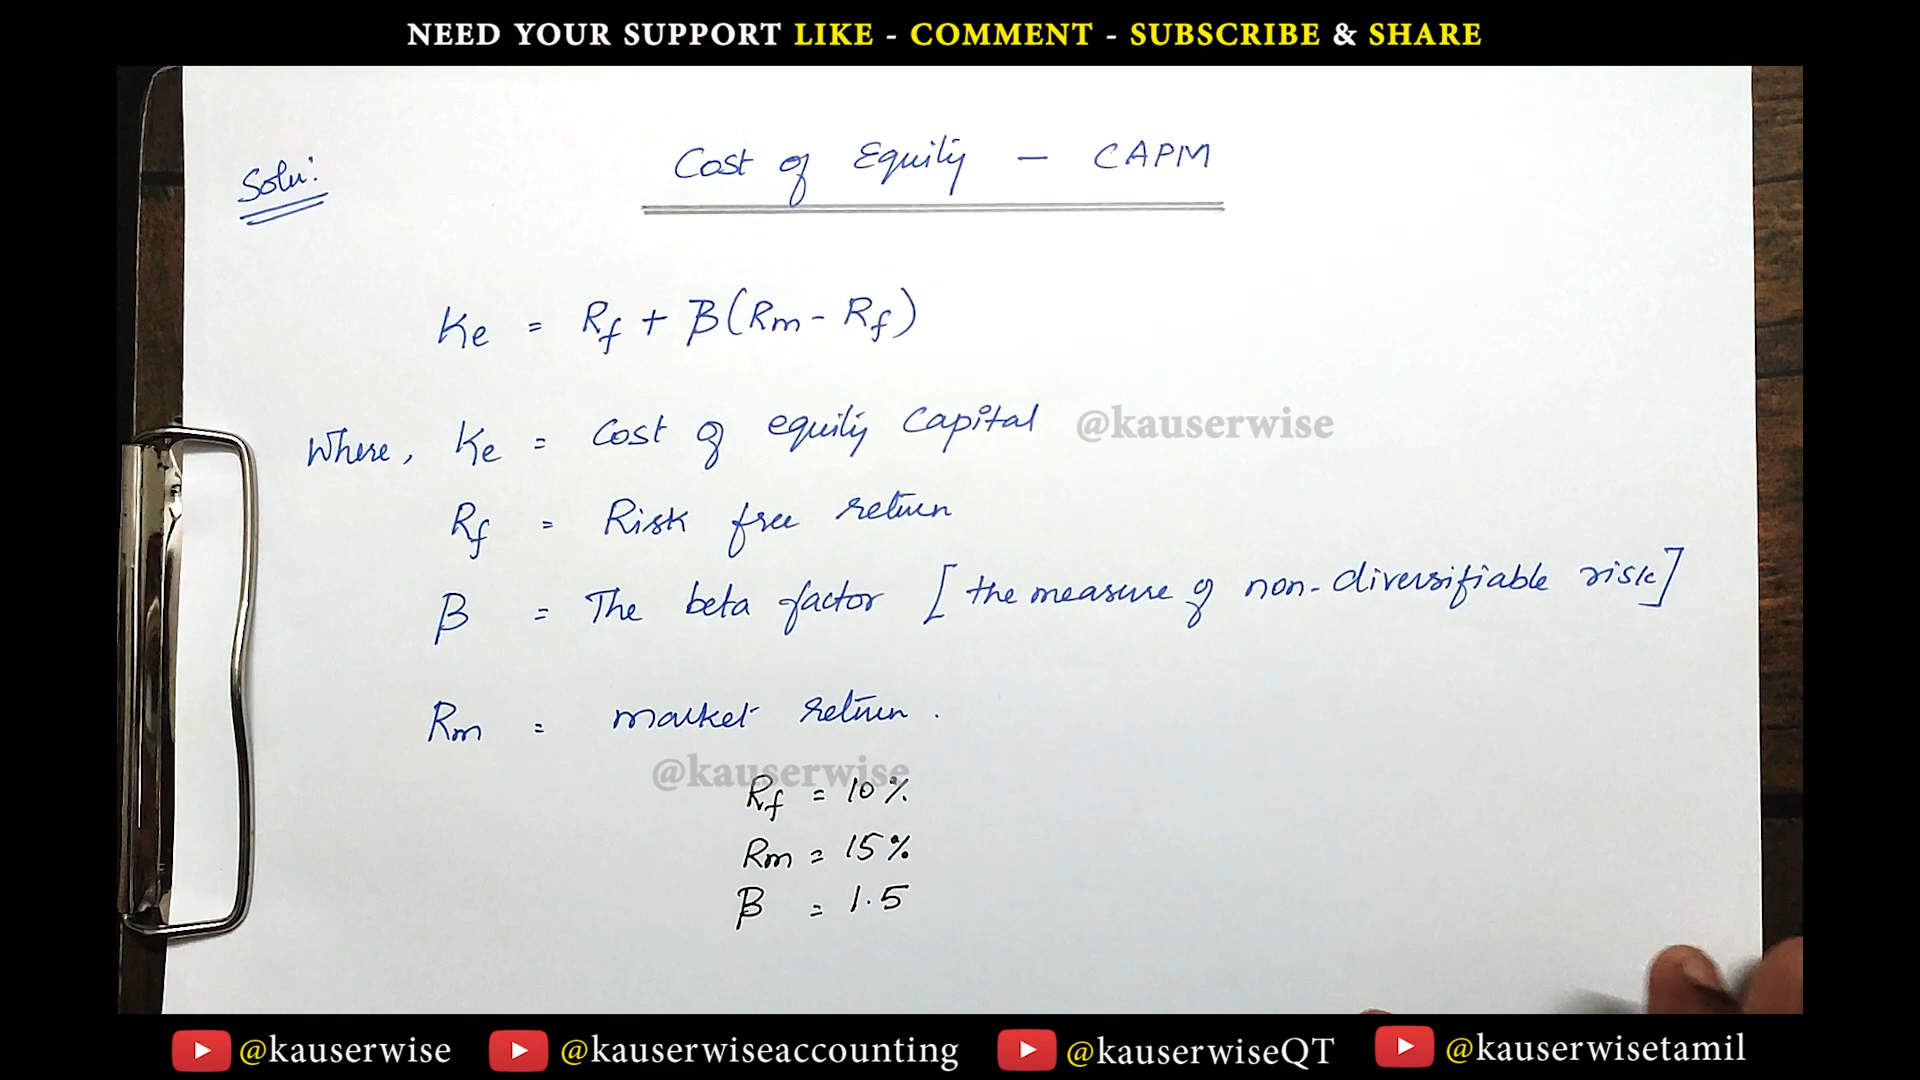 NEED YOUR SUPPORT LIKE - COMMENT - SUBSCRIBE & SHARE
Solu:
Cost of Equity - CAPM
Ke = Rf + β(Rm - Rf)
Where, Ke = Cost of equity Capital
@kauserwise
Rf = Risk free return
β = The beta factor [the measure of non-diversifiable risk]
Rm = market return.
@kauserwise
Rf = 10%
Rm = 15%
β = 1.5
@kauserwise @kauserwiseaccounting @kauserwiseQT @kauserwisetamil